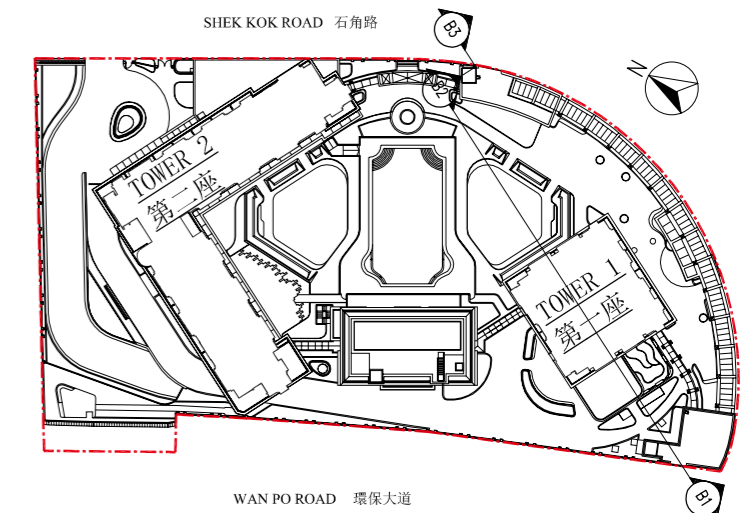 SHEK KOK ROAD 石角路
B3
N
B2
TOWER 2
第二座
TOWER 1
第一座
B1
WAN PO ROAD 環保大道